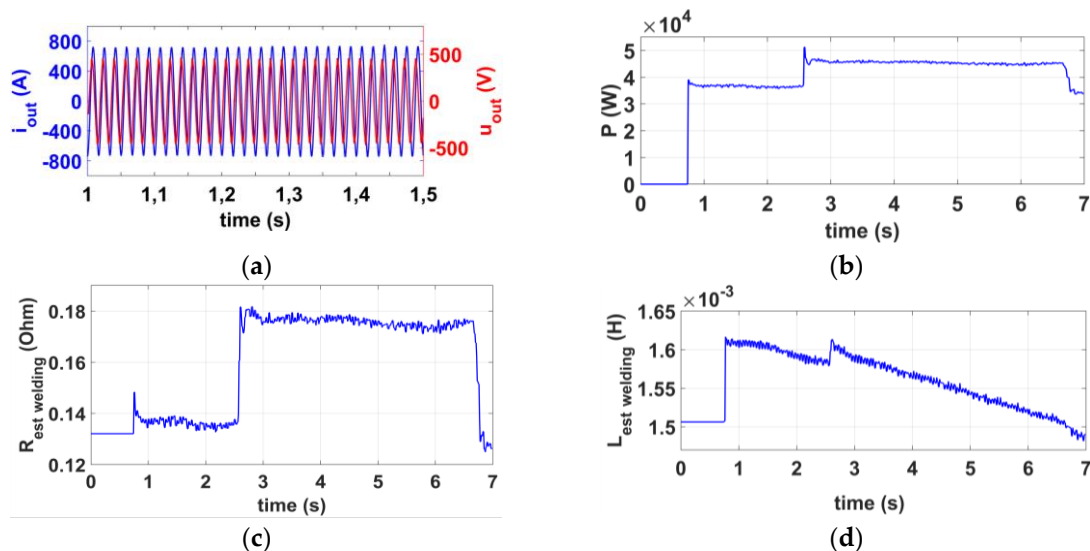 800
400
0
-400
-800
i_out (A)
500
0
-500
u_out (V)
1 1,1 1,2 1,3 1,4 1,5
time (s)
(a)
× 10^4
5
4
3
2
1
0
P (W)
0 1 2 3 4 5 6 7
time (s)
(b)
0.18
0.16
0.14
0.12
R_est welding (Ohm)
0 1 2 3 4 5 6 7
time (s)
(c)
× 10^-3
1.65
1.6
1.55
1.5
L_est welding (H)
0 1 2 3 4 5 6 7
time (s)
(d)